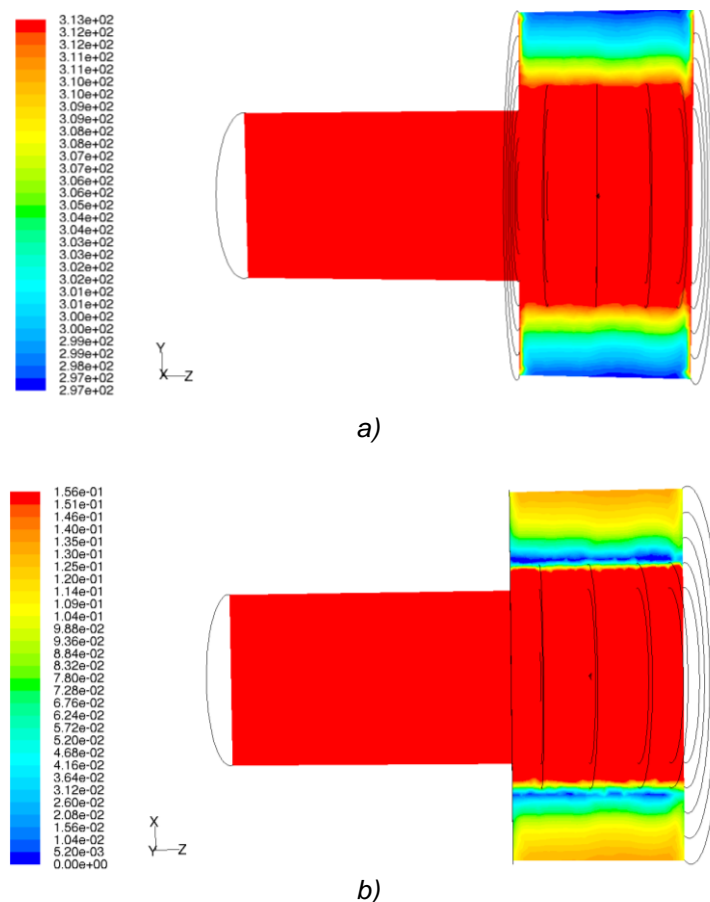 3.13e+02
3.12e+02
3.12e+02
3.11e+02
3.11e+02
3.10e+02
3.10e+02
3.09e+02
3.09e+02
3.08e+02
3.08e+02
3.07e+02
3.07e+02
3.06e+02
3.06e+02
3.05e+02
3.04e+02
3.04e+02
3.03e+02
3.03e+02
3.02e+02
3.02e+02
3.01e+02
3.01e+02
3.00e+02
3.00e+02
2.99e+02
2.99e+02
2.98e+02
2.98e+02
2.97e+02
Y
X Z
a)
1.56e-01
1.51e-01
1.46e-01
1.40e-01
1.35e-01
1.30e-01
1.25e-01
1.20e-01
1.14e-01
1.09e-01
1.04e-01
9.88e-02
9.36e-02
8.84e-02
8.32e-02
7.80e-02
7.28e-02
6.76e-02
6.24e-02
5.72e-02
5.20e-02
4.68e-02
4.16e-02
3.64e-02
3.12e-02
2.60e-02
2.08e-02
1.56e-02
1.04e-02
5.20e-03
0.00e+00
X
Y Z
b)